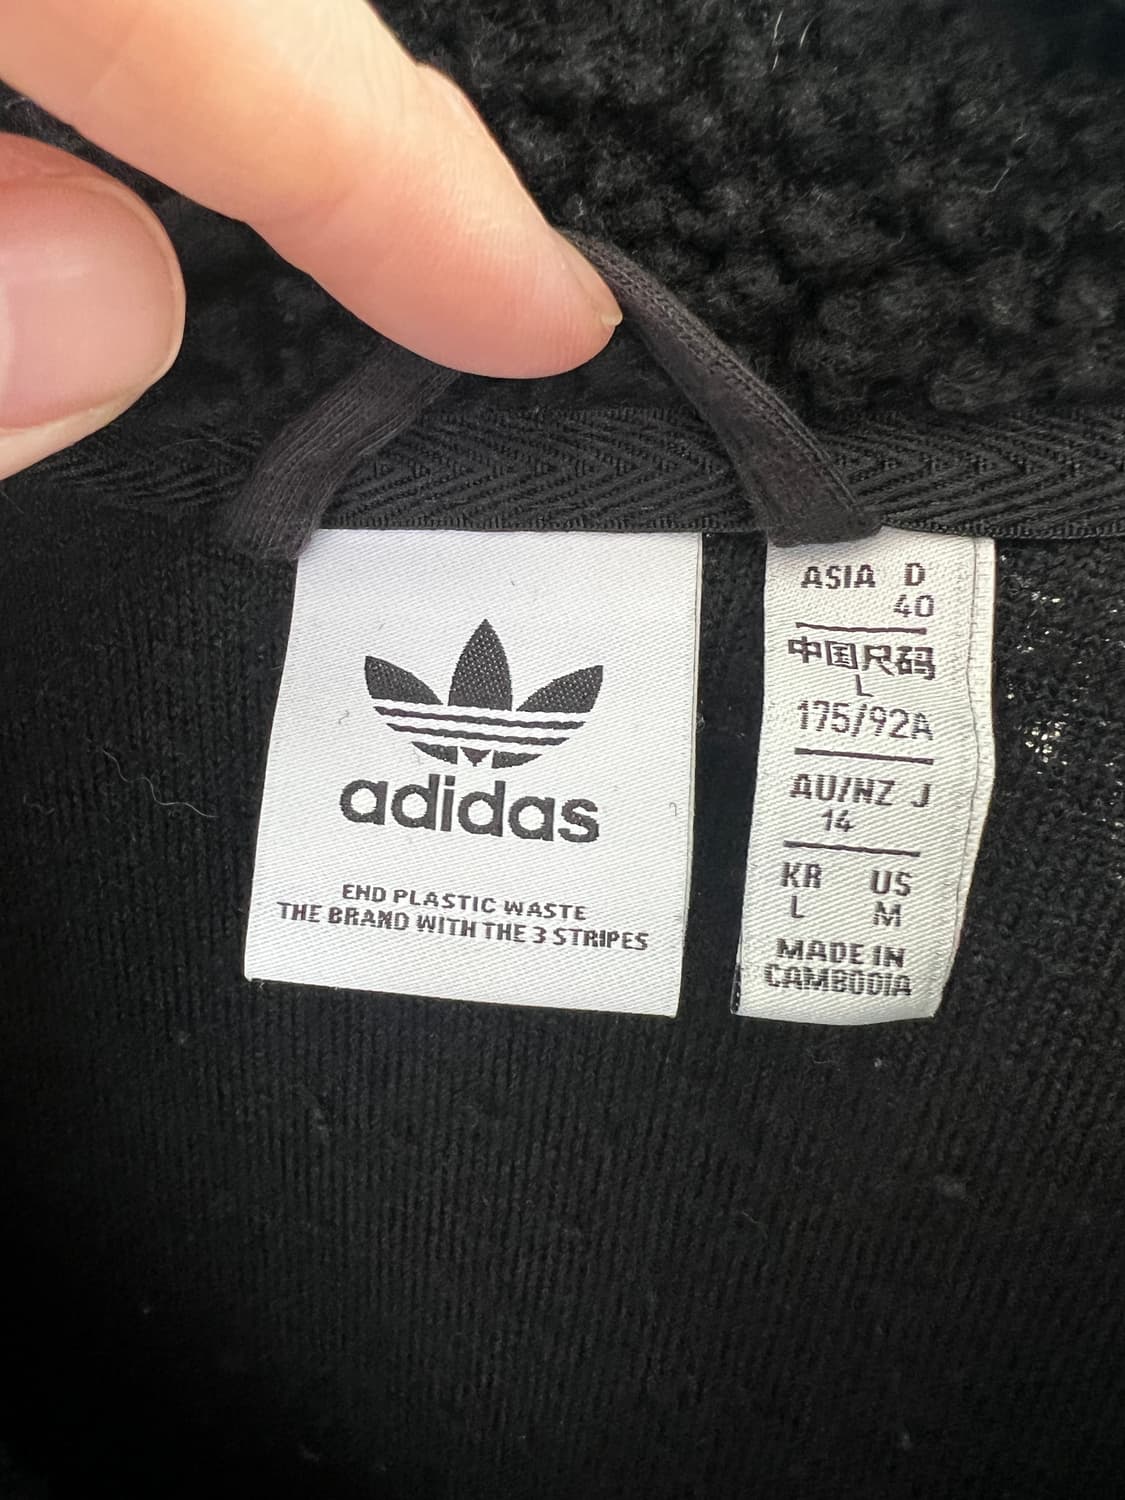 adidas
END PLASTIC WASTE
THE BRAND WITH THE 3 STRIPES
ASIA D
40
中国尺码
L
175/92A
AU/NZ J
14
KR US
L M
MADE IN
CAMBODIA